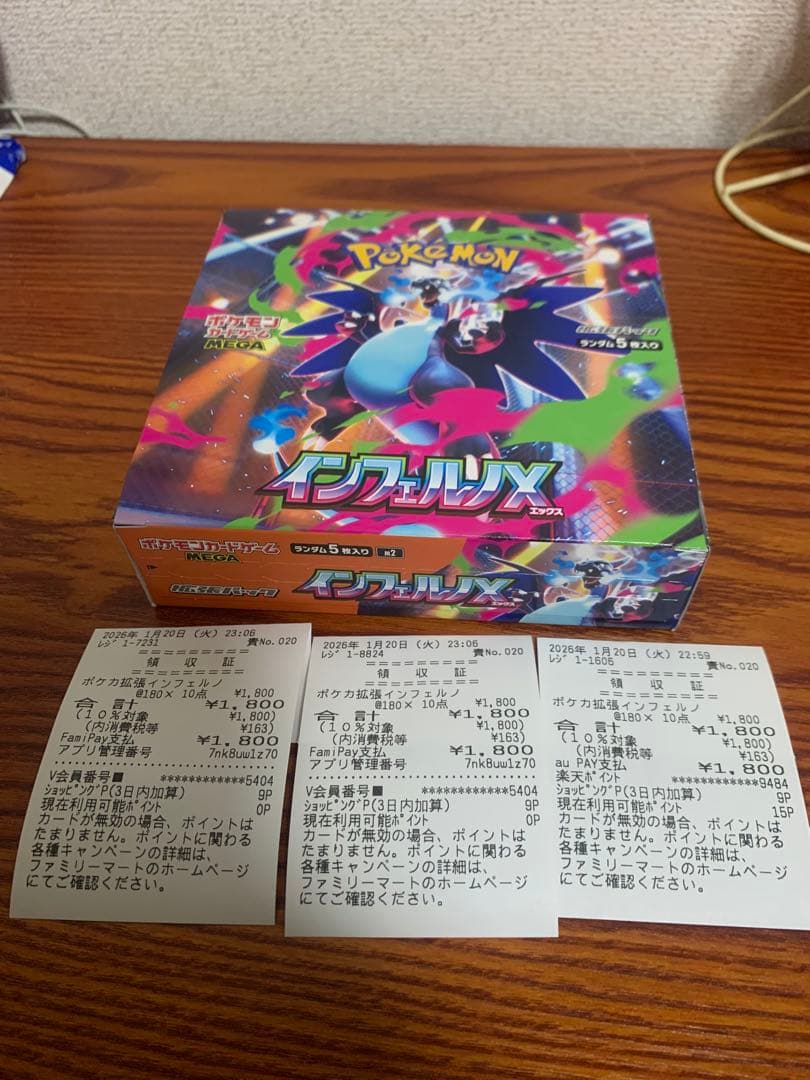 POKÉMON
ポケモン
カードゲーム
MEGA
拡張パック
ランダム5枚入り
インフェルノX
エックス
ポケモンカードゲーム
MEGA
ランダム5枚入り
M2
拡張パック
インフェルノX
エックス
2026年 1月20日 (火) 23:06
ﾚｼﾞ 1-7231 責No.020
=========
領 収 証
=========
ポケカ拡張インフェルノ
@180× 10点 ¥1,800
合 計 ¥1,800
(10%対象 ¥1,800)
(内消費税等 ¥163)
FamiPay支払 ¥1,800
アプリ管理番号 7nk8uw1z70
V会員番号■ ************5404
ｼｮｯﾋﾟﾝｸﾞP(3日内加算) 9P
現在利用可能ﾎﾟｲﾝﾄ 0P
カードが無効の場合、ポイントは
たまりません。ポイントに関わる
各種キャンペーンの詳細は、
ファミリーマートのホームページ
にてご確認ください。
2026年 1月20日 (火) 23:06
ﾚｼﾞ 1-8824 責No.020
=========
領 収 証
=========
ポケカ拡張インフェルノ
@180× 10点 ¥1,800
合 計 ¥1,800
(10%対象 ¥1,800)
(内消費税等 ¥163)
FamiPay支払 ¥1,800
アプリ管理番号 7nk8uw1z70
V会員番号■ ************5404
ｼｮｯﾋﾟﾝｸﾞP(3日内加算) 9P
現在利用可能ﾎﾟｲﾝﾄ 0P
カードが無効の場合、ポイントは
たまりません。ポイントに関わる
各種キャンペーンの詳細は、
ファミリーマートのホームページ
にてご確認ください。
2026年 1月20日 (火) 22:59
ﾚｼﾞ 1-1606 責No.020
=========
領 収 証
=========
ポケカ拡張インフェルノ
@180× 10点 ¥1,800
合 計 ¥1,800
(10%対象 ¥1,800)
(内消費税等 ¥163)
au PAY支払 ¥1,800
楽天ポイント ************9484
ｼｮｯﾋﾟﾝｸﾞP(3日内加算) 9P
現在利用可能ﾎﾟｲﾝﾄ 15P
カードが無効の場合、ポイントは
たまりません。ポイントに関わる
各種キャンペーンの詳細は、
ファミリーマートのホームページ
にてご確認ください。